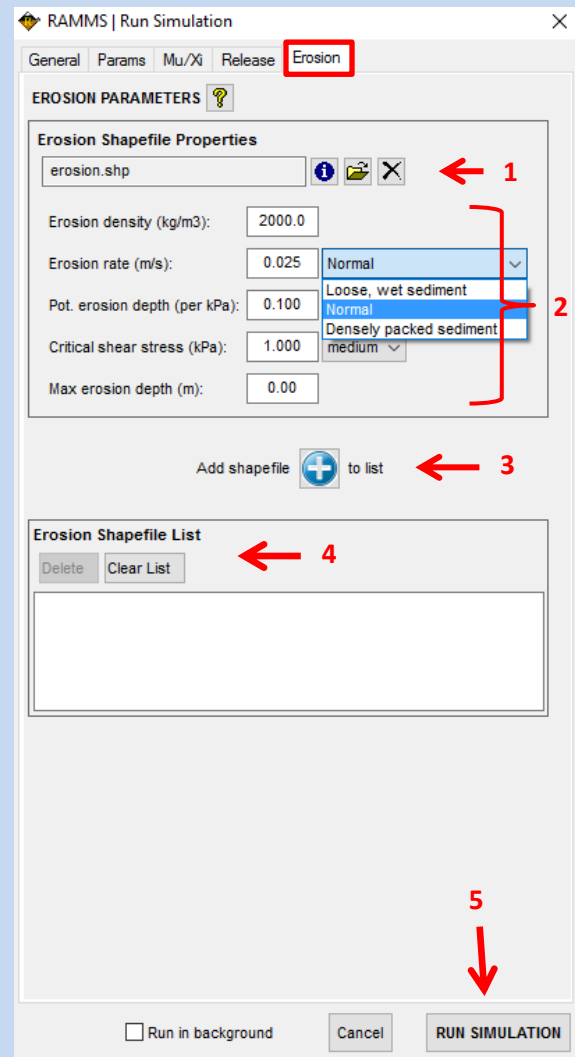 RAMMS | Run Simulation
General Params Mu/Xi Release Erosion
EROSION PARAMETERS ?
Erosion Shapefile Properties
erosion.shp
1
Erosion density (kg/m3): 2000.0
Erosion rate (m/s): 0.025 Normal
Loose, wet sediment
Pot. erosion depth (per kPa): 0.100 Normal
2
Densely packed sediment
Critical shear stress (kPa): 1.000 medium
Max erosion depth (m): 0.00
Add shapefile to list 3
Erosion Shapefile List
4
Delete Clear List
5
Run in background Cancel RUN SIMULATION